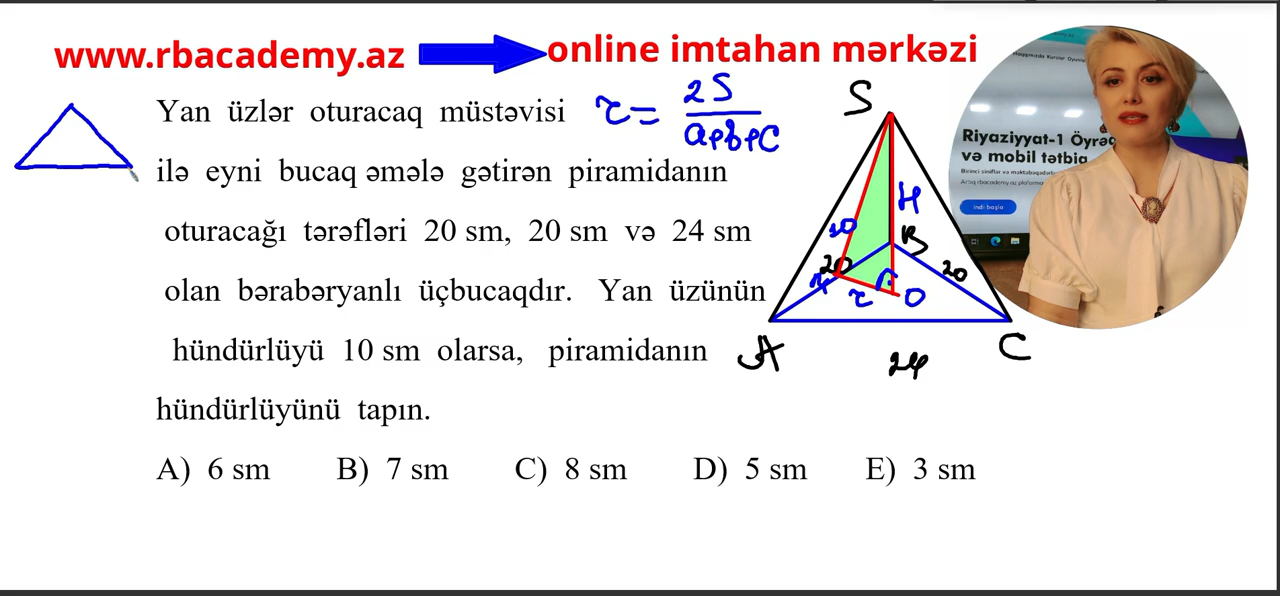 www.rbacademy.az online imtahan mərkəzi
Yan üzlər oturacaq müstəvisi
ilə eyni bucaq əmələ gətirən piramidanın
oturacağı tərəfləri 20 sm, 20 sm və 24 sm
olan bərabəryanlı üçbucaqdır. Yan üzünün
hündürlüyü 10 sm olarsa, piramidanın
hündürlüyünü tapın.
A) 6 sm B) 7 sm C) 8 sm D) 5 sm E) 3 sm
r = 2S / a+b+c
S
H
10
B
20
20
K
r
O
A
C
24
Riyaziyyat-1 Öyrəd
və mobil tətbiq
indi başla